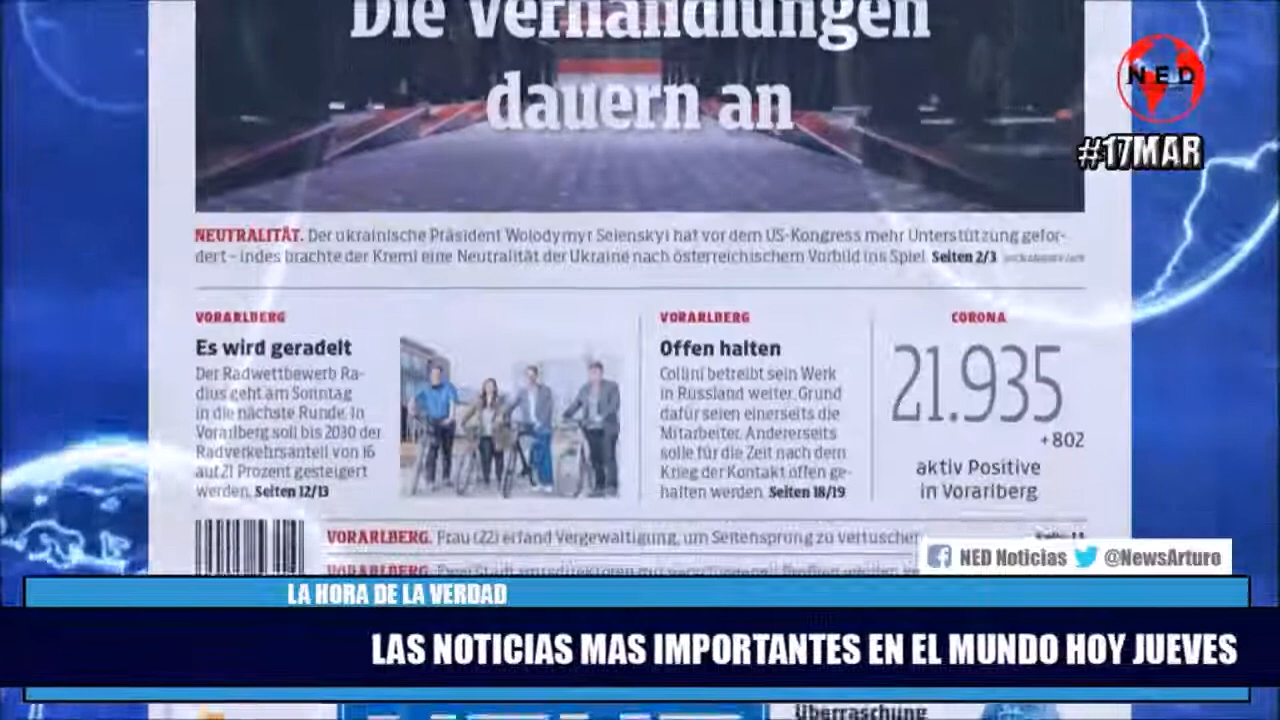 Die Verhandlungen
dauern an
NED
#17MAR
NEUTRALITÄT. Der ukrainische Präsident Wolodymyr Selenskyi hat vor dem US-Kongress mehr Unterstützung gefor-
dert – indes brachte der Kreml eine Neutralität der Ukraine nach österreichischem Vorbild ins Spiel. Seiten 2/3
VORARLBERG
Es wird geradelt
Der Radwettbewerb Ra-
dius geht am Sonntag
in die nächste Runde. In
Vorarlberg soll bis 2030 der
Radverkehrsanteil von 16
auf 21 Prozent gesteigert
werden. Seiten 12/13
VORARLBERG
Offen halten
Collini betreibt sein Werk
in Russland weiter. Grund
dafür seien einerseits die
Mitarbeiter. Andererseits
solle für die Zeit nach dem
Krieg der Kontakt offen ge-
halten werden. Seiten 18/19
CORONA
21.935
+802
aktiv Positive
in Vorarlberg
VORARLBERG. Frau (22) erfand Vergewaltigung, um Seitensprung zu vertuschen
VORARLBERG.
NED Noticias @NewsArturo
LA HORA DE LA VERDAD
LAS NOTICIAS MAS IMPORTANTES EN EL MUNDO HOY JUEVES
Überraschung